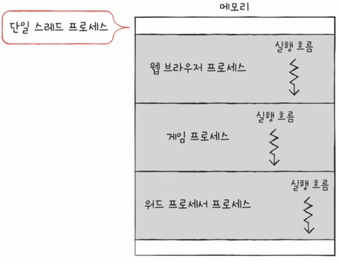 메모리
단일 스레드 프로세스
실행 흐름
웹 브라우저 프로세스
실행 흐름
게임 프로세스
실행 흐름
워드 프로세서 프로세스